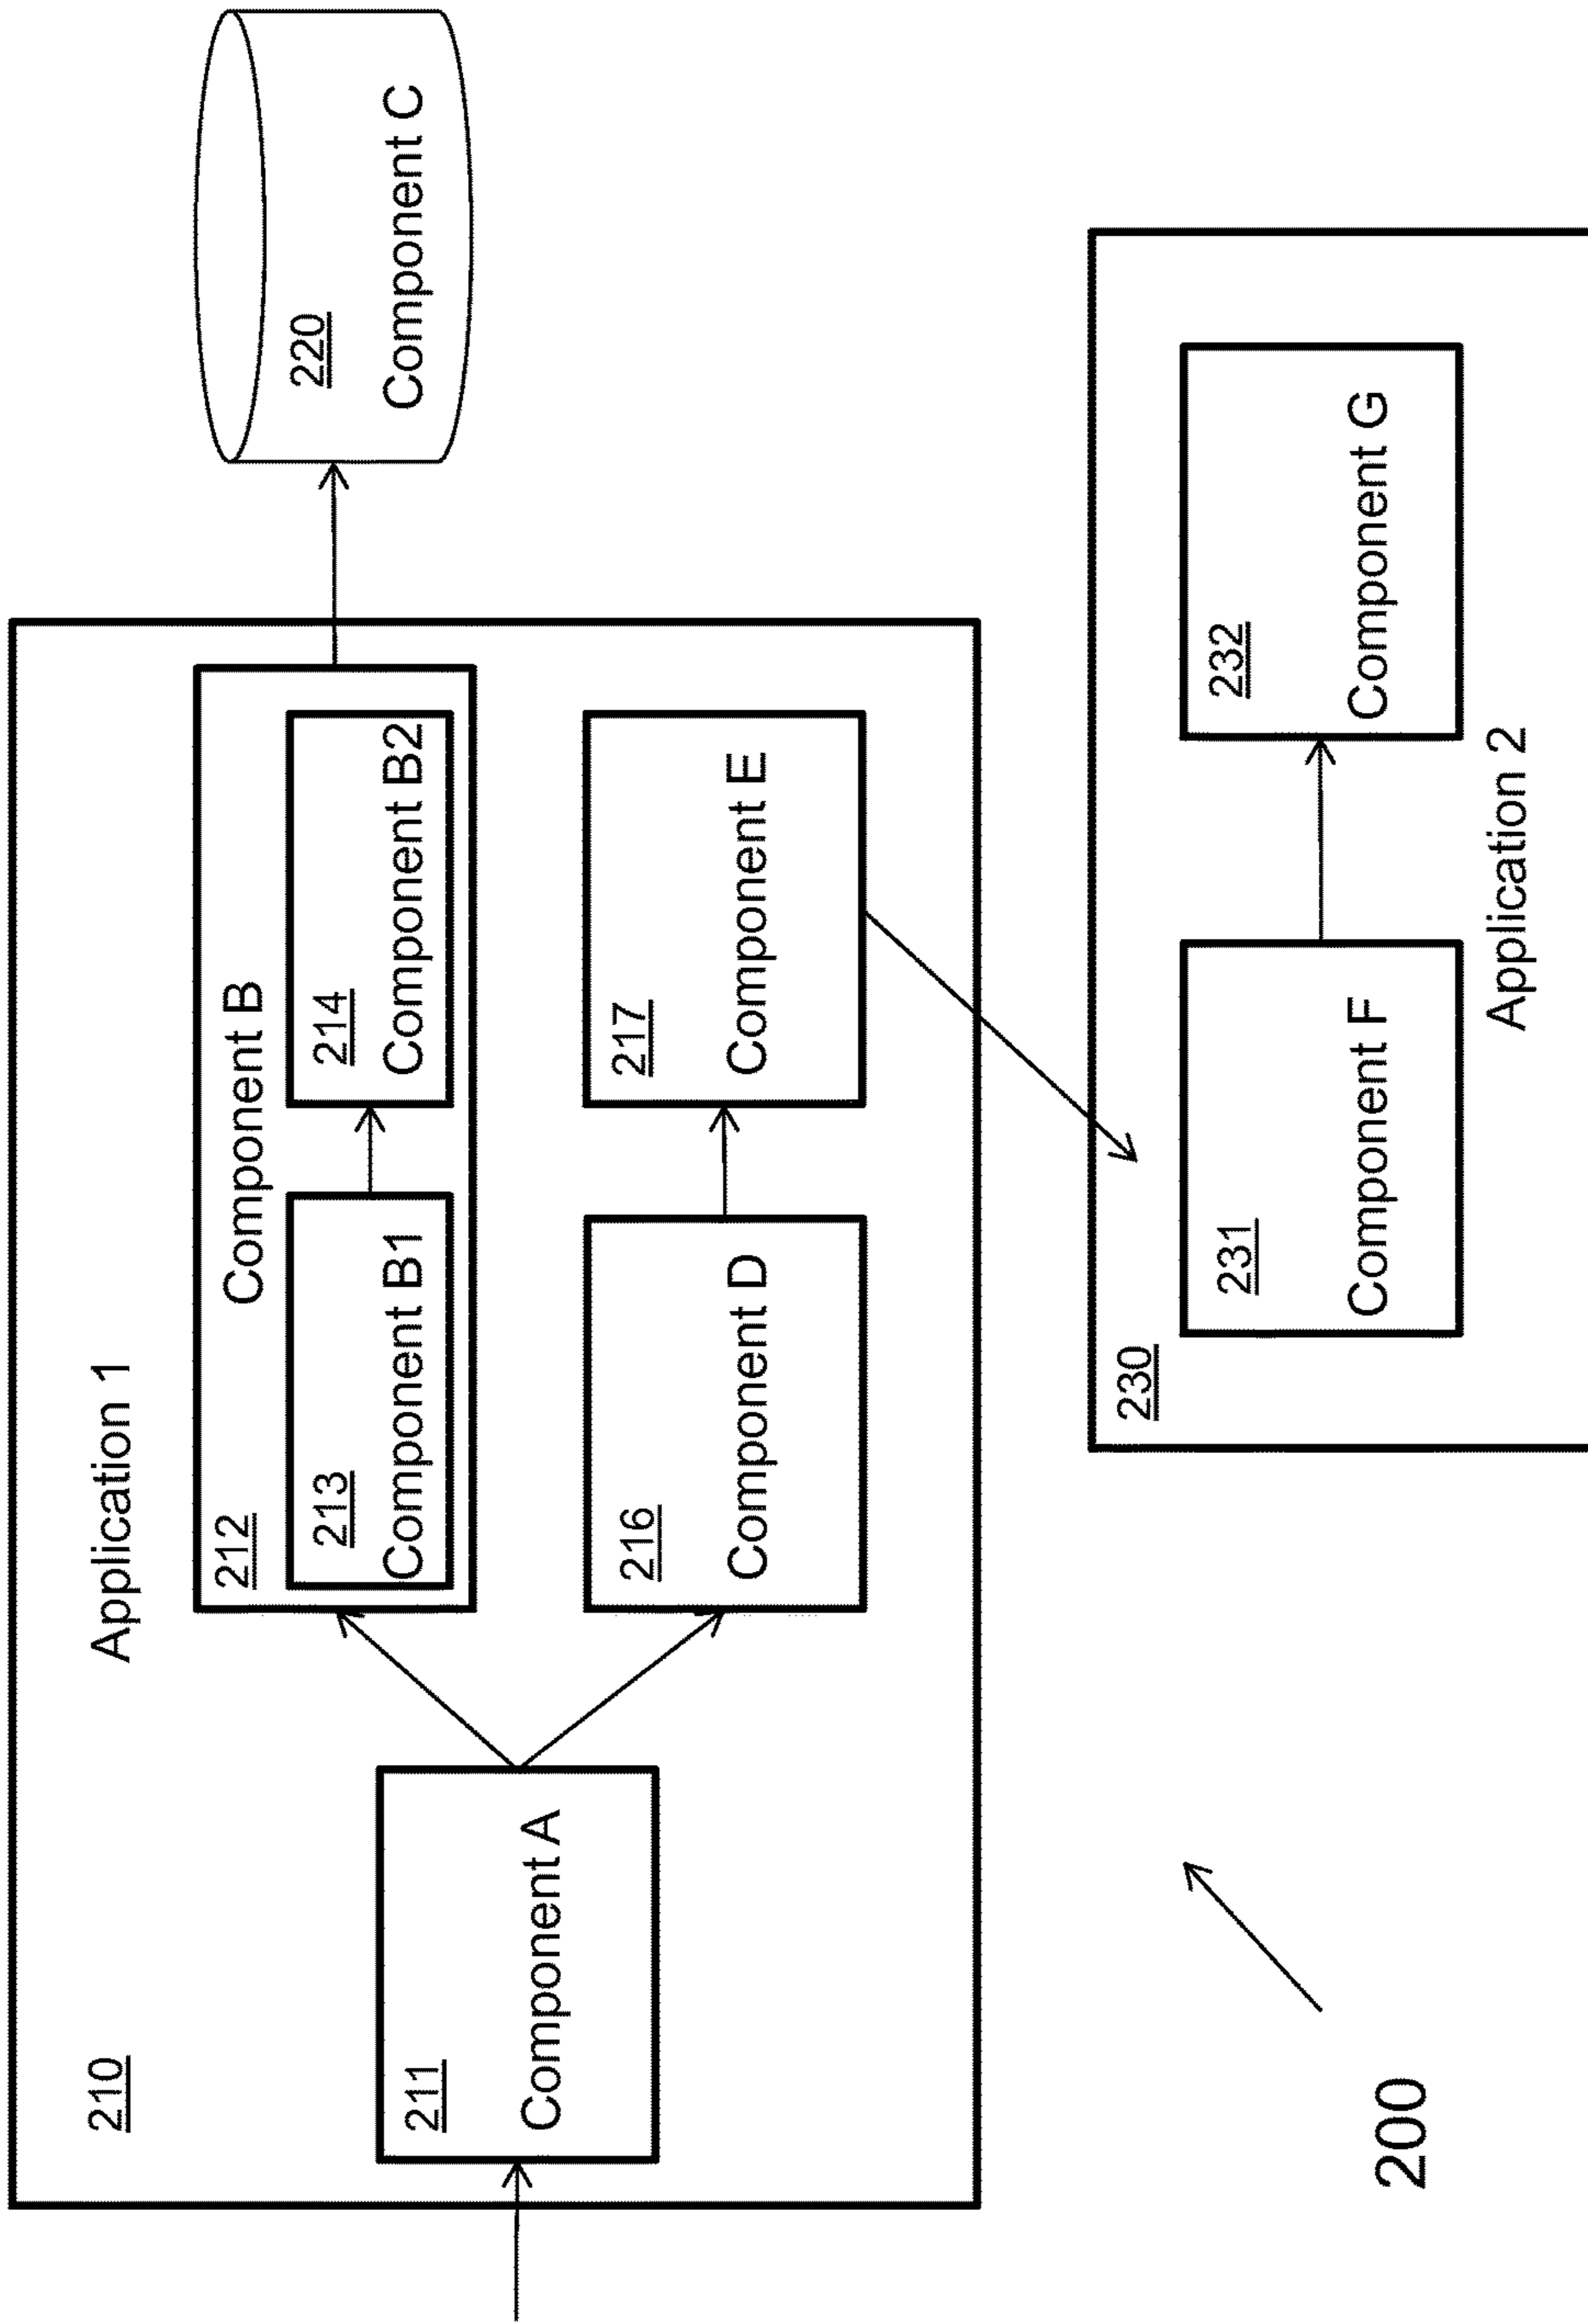 Application 1
210
211
Component A
212
Component B
213
Component B1
214
Component B2
216
Component D
217
Component E
220
Component C
230
231
Component F
232
Component G
Application 2
200